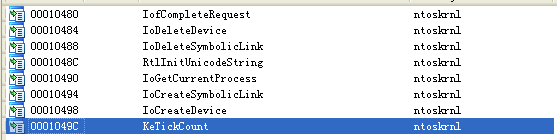 00010480 IofCompleteRequest ntoskrnl
00010484 IoDeleteDevice ntoskrnl
00010488 IoDeleteSymbolicLink ntoskrnl
0001048C RtlInitUnicodeString ntoskrnl
00010490 IoGetCurrentProcess ntoskrnl
00010494 IoCreateSymbolicLink ntoskrnl
00010498 IoCreateDevice ntoskrnl
0001049C KeTickCount ntoskrnl